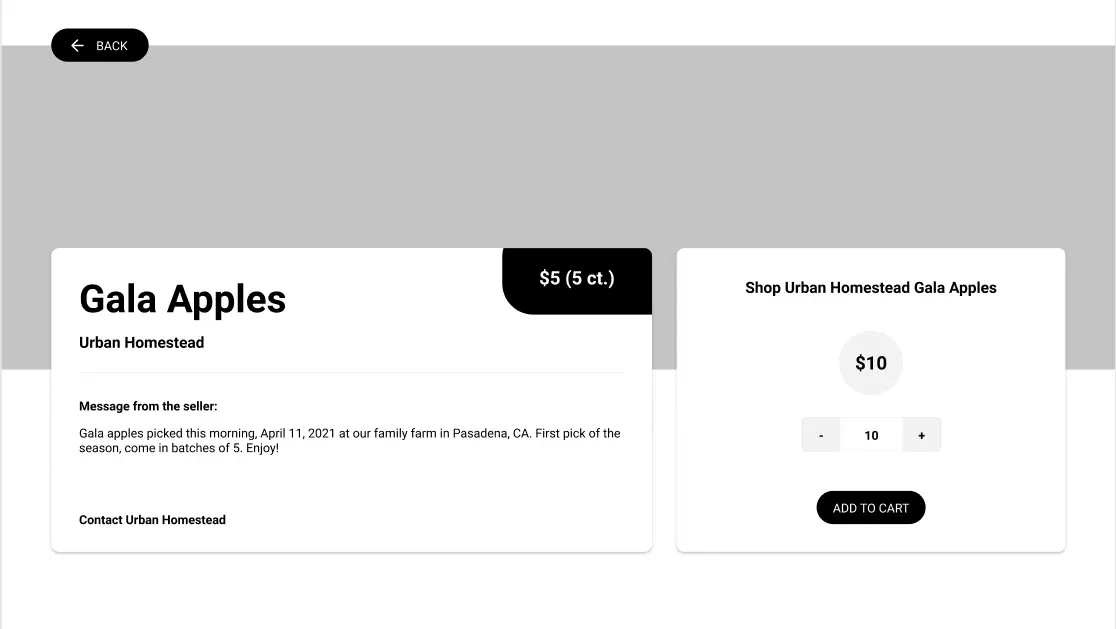 BACK
$5 (5 ct.)
Gala Apples
Urban Homestead
Message from the seller:
Gala apples picked this morning, April 11, 2021 at our family farm in Pasadena, CA. First pick of the
season, come in batches of 5. Enjoy!
Contact Urban Homestead
Shop Urban Homestead Gala Apples
$10
- 10 +
ADD TO CART